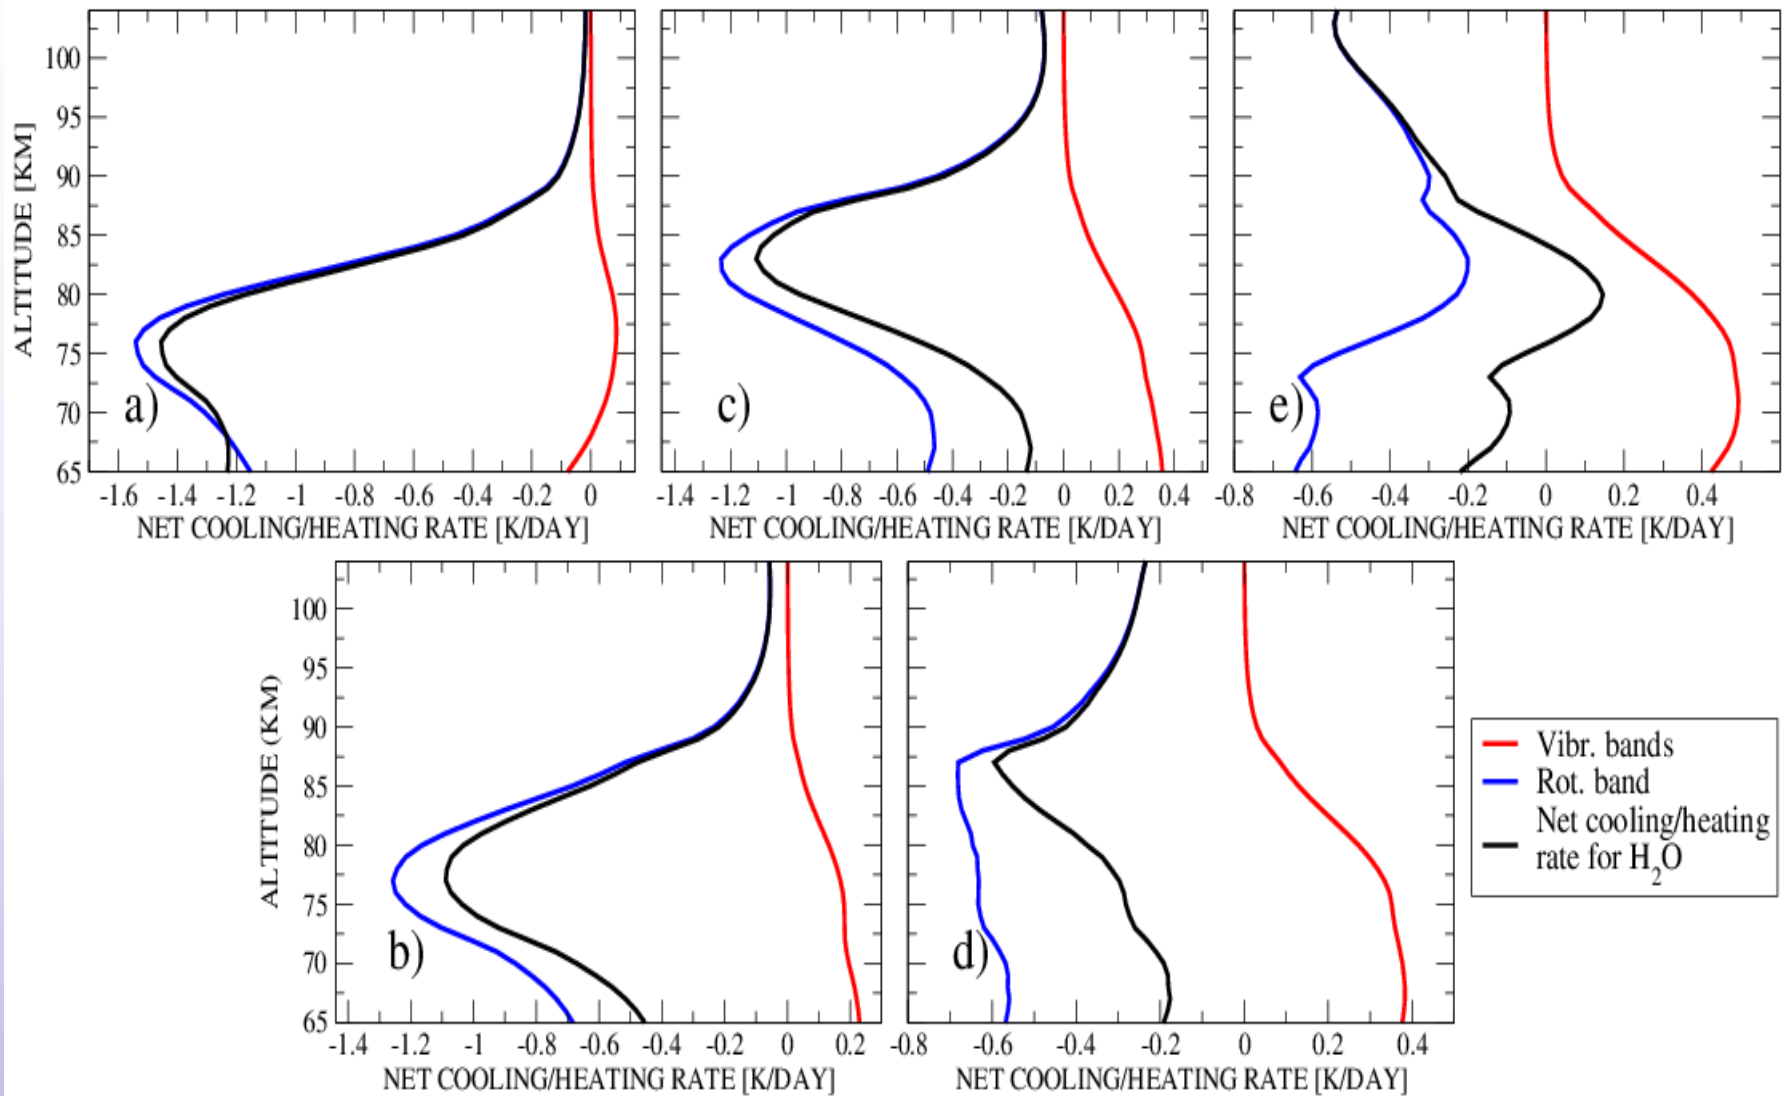 100
95
90
85
80
75
70
65
ALTITUDE [KM]
a)
-1.6 -1.4 -1.2 -1 -0.8 -0.6 -0.4 -0.2 0
NET COOLING/HEATING RATE [K/DAY]
c)
-1.4 -1.2 -1 -0.8 -0.6 -0.4 -0.2 0 0.2 0.4
NET COOLING/HEATING RATE [K/DAY]
e)
-0.8 -0.6 -0.4 -0.2 0 0.2 0.4
NET COOLING/HEATING RATE [K/DAY]
100
95
90
85
80
75
70
65
ALTITUDE (KM)
b)
-1.4 -1.2 -1 -0.8 -0.6 -0.4 -0.2 0 0.2
NET COOLING/HEATING RATE [K/DAY]
d)
-0.8 -0.6 -0.4 -0.2 0 0.2 0.4
NET COOLING/HEATING RATE [K/DAY]
Vibr. bands
Rot. band
Net cooling/heating
rate for H₂O